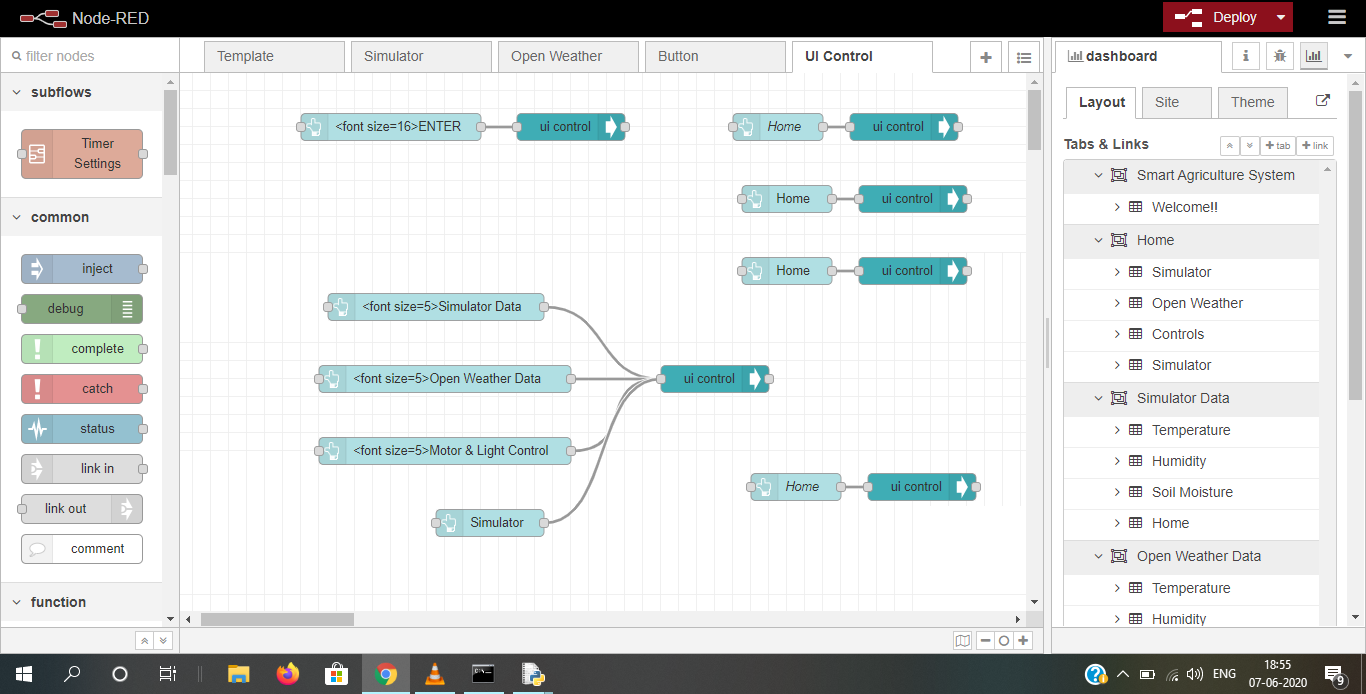 Node-RED
Deploy
filter nodes
Template
Simulator
Open Weather
Button
UI Control
dashboard
i
subflows
Timer
Settings
common
inject
debug
complete
catch
status
link in
link out
comment
function
<font size=16>ENTER
ui control
Home
ui control
Home
ui control
Home
ui control
<font size=5>Simulator Data
<font size=5>Open Weather Data
ui control
<font size=5>Motor & Light Control
Home
ui control
Simulator
Layout
Site
Theme
Tabs & Links
tab
link
Smart Agriculture System
Welcome!!
Home
Simulator
Open Weather
Controls
Simulator
Simulator Data
Temperature
Humidity
Soil Moisture
Home
Open Weather Data
Temperature
Humidity
ENG
18:55
07-06-2020
9